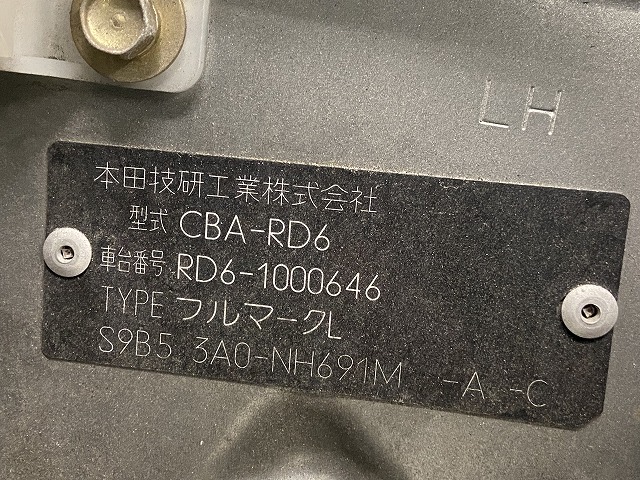 LH
本田技研工業株式会社
型式 CBA-RD6
車台番号 RD6-1000646
TYPE フルマークL
S9B5 3A0-NH691M -A -C